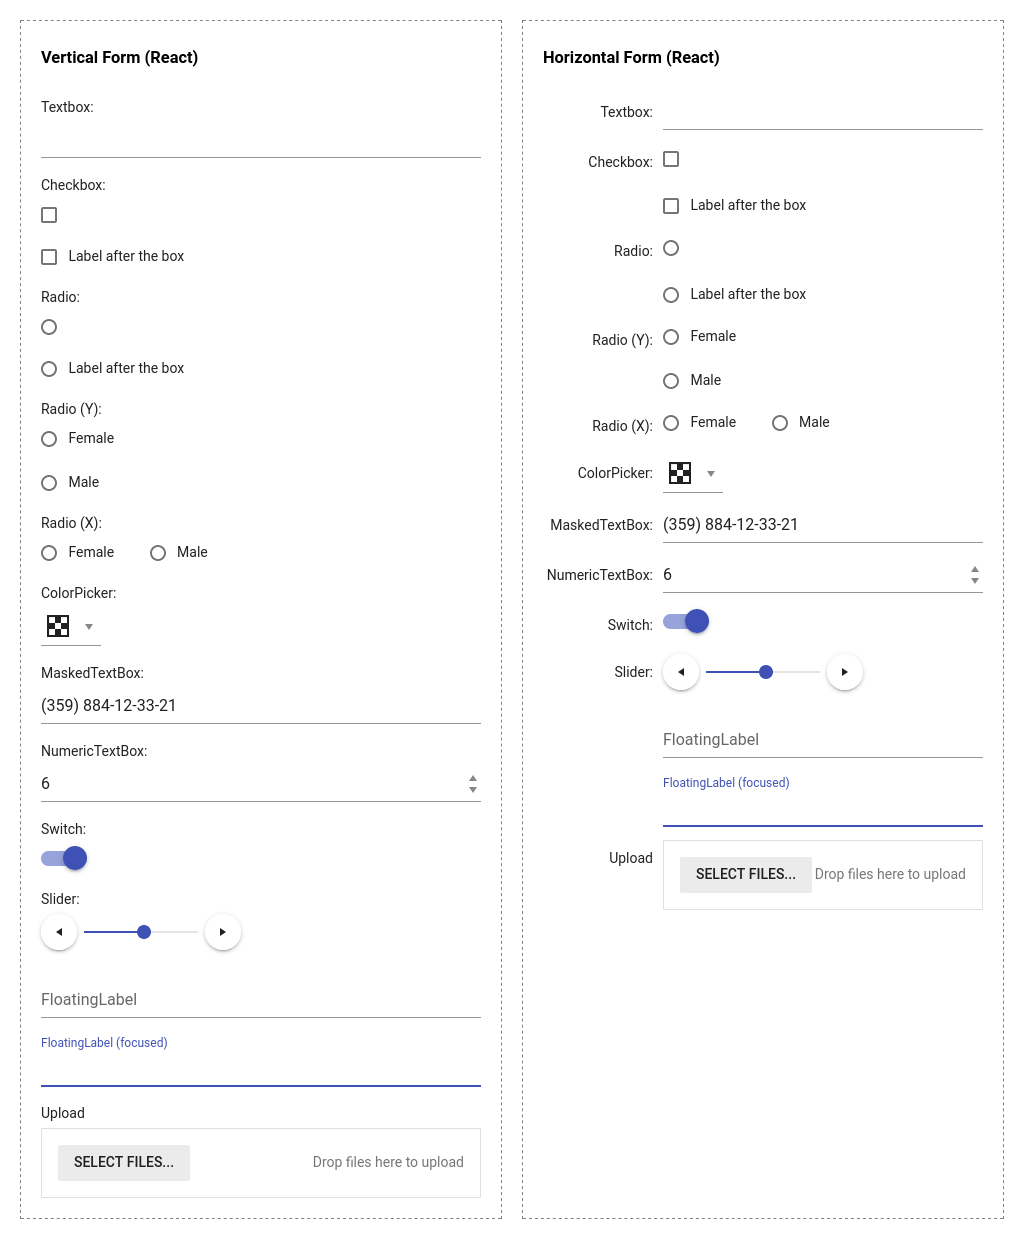 Vertical Form (React)
Textbox:
Checkbox:
Label after the box
Radio:
Label after the box
Radio (Y):
Female
Male
Radio (X):
Female Male
ColorPicker:
MaskedTextBox:
(359) 884-12-33-21
NumericTextBox:
6
Switch:
Slider:
FloatingLabel
FloatingLabel (focused)
Upload
SELECT FILES... Drop files here to upload
Horizontal Form (React)
Textbox:
Checkbox:
Label after the box
Radio:
Label after the box
Radio (Y): Female
Male
Radio (X): Female Male
ColorPicker:
MaskedTextBox: (359) 884-12-33-21
NumericTextBox: 6
Switch:
Slider:
FloatingLabel
FloatingLabel (focused)
Upload
SELECT FILES... Drop files here to upload